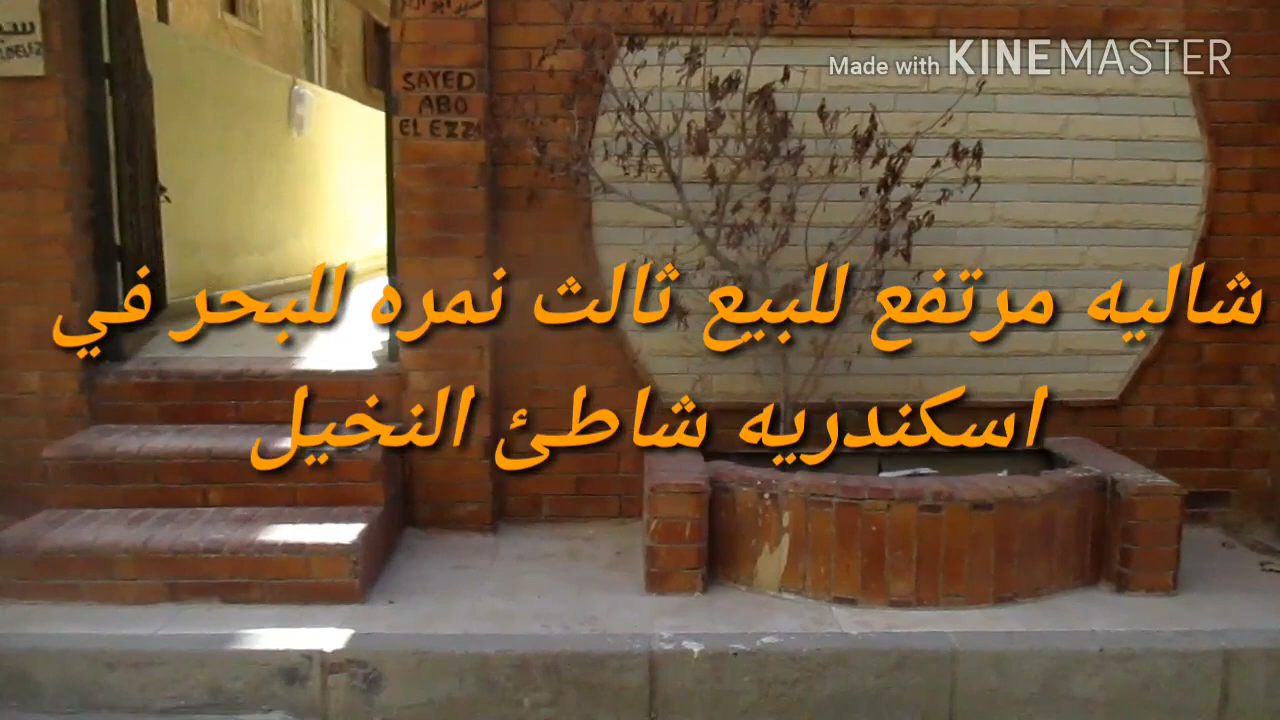 Made with KINEMASTER
SAYED
ABO
EL EZZ
شاليه مرتفع للبيع ثالث نمره للبحر في
اسكندريه شاطئ النخيل